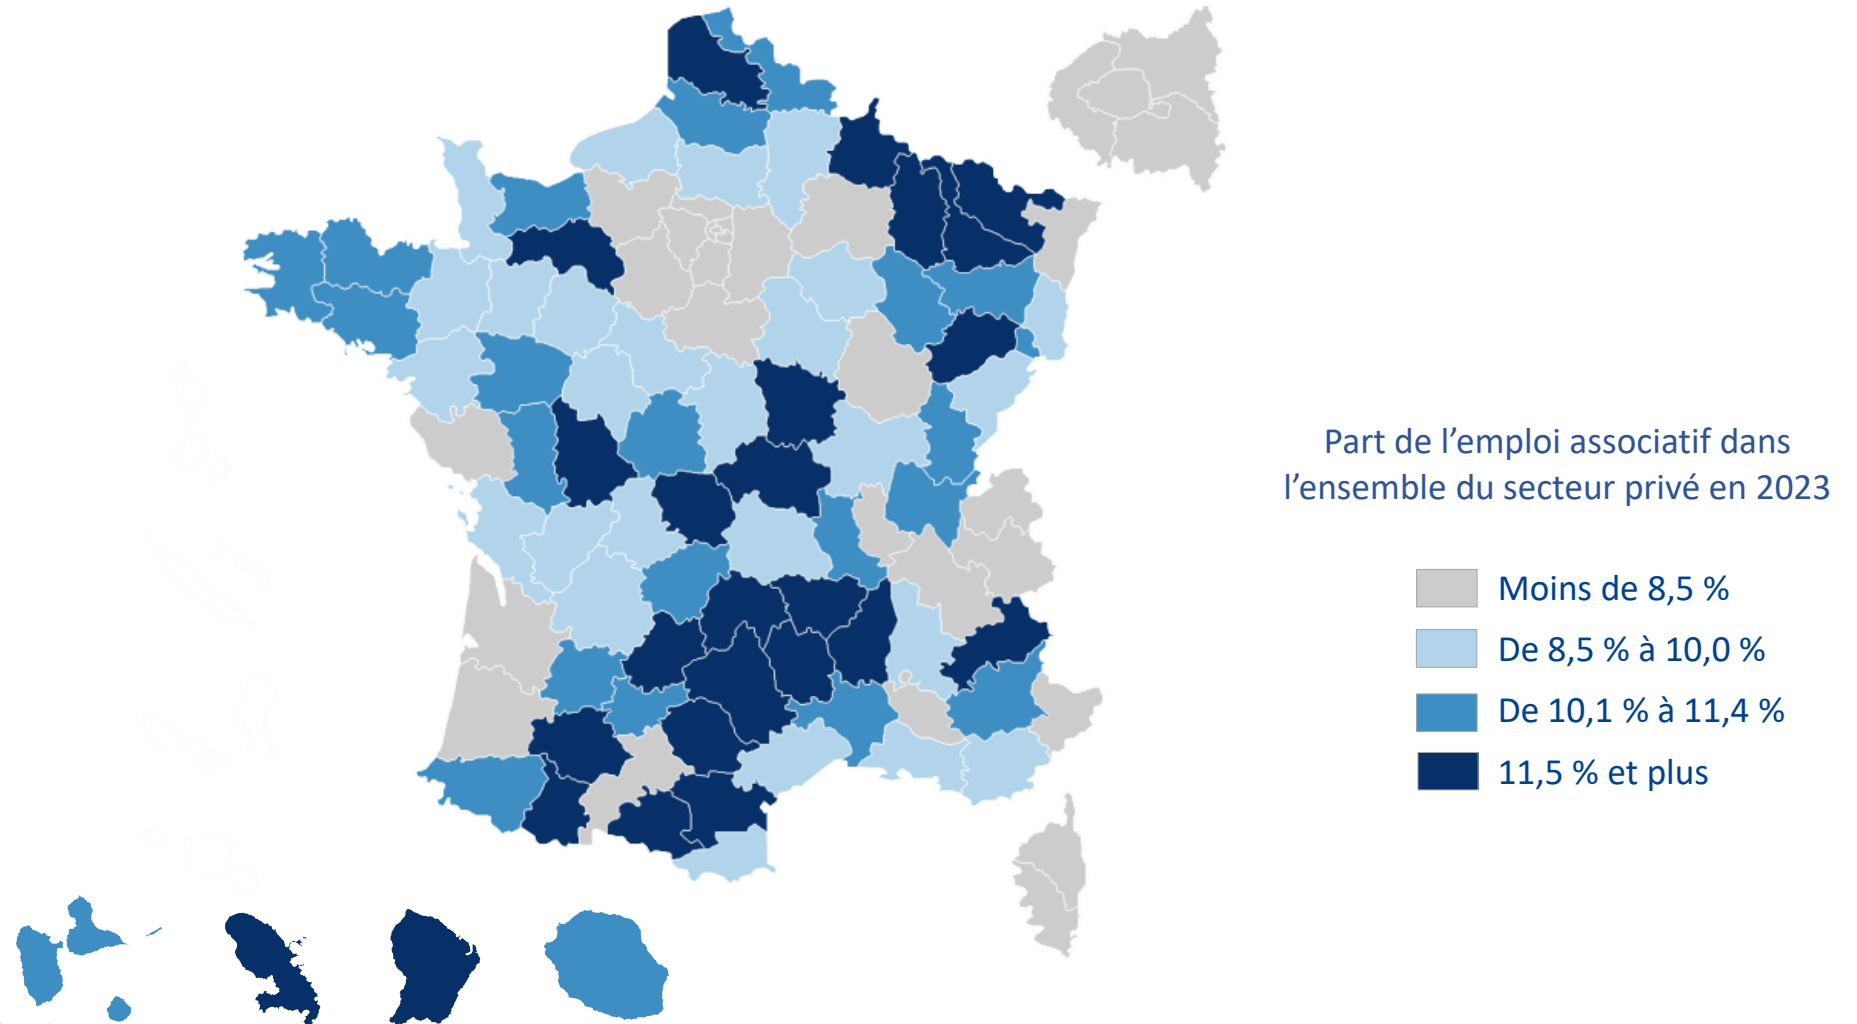 Part de l’emploi associatif dans
l’ensemble du secteur privé en 2023
Moins de 8,5 %
De 8,5 % à 10,0 %
De 10,1 % à 11,4 %
11,5 % et plus